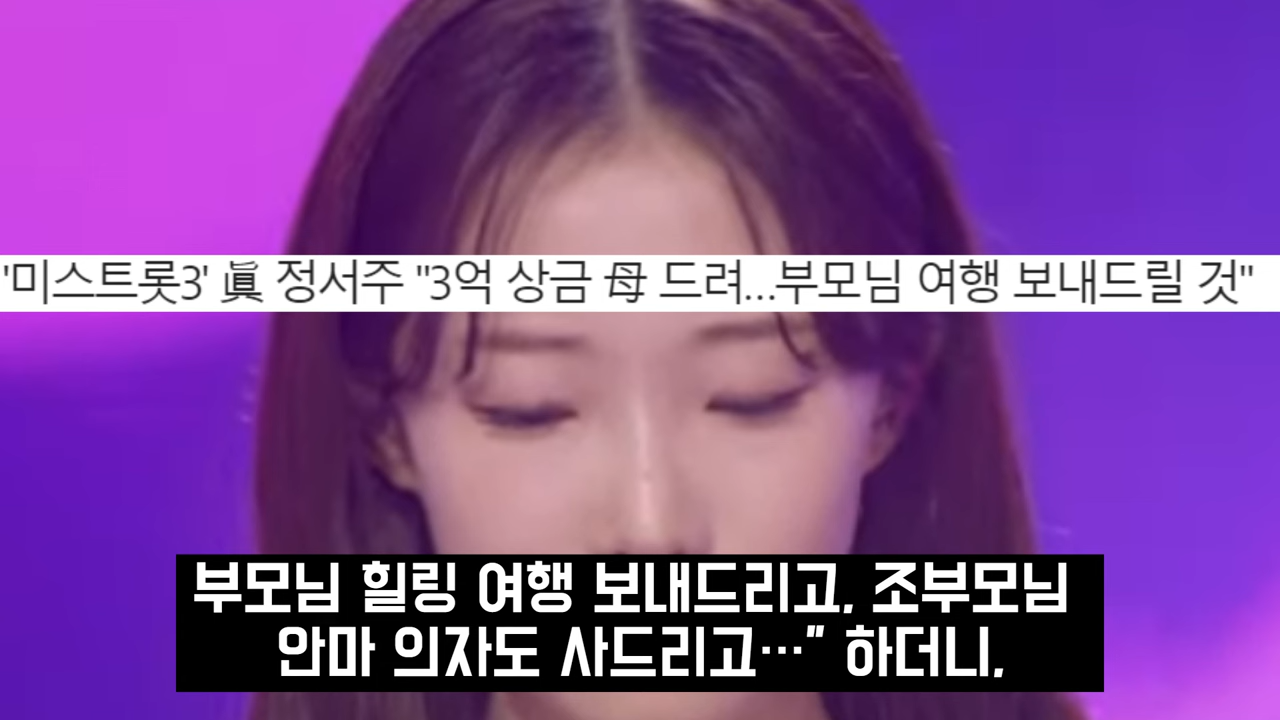 '미스트롯3' 眞 정서주 "3억 상금 母 드려...부모님 여행 보내드릴 것"
부모님 힐링 여행 보내드리고, 조부모님
안마 의자도 사드리고…" 하더니,